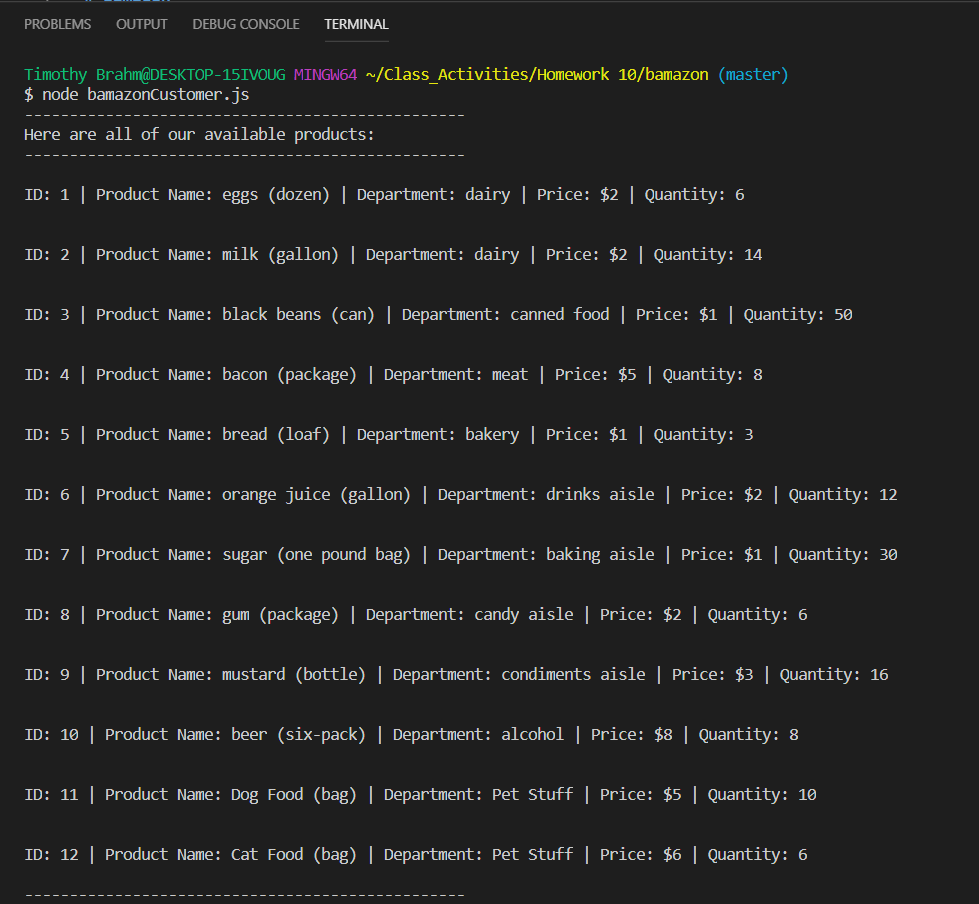 PROBLEMS OUTPUT DEBUG CONSOLE TERMINAL
Timothy Brahm@DESKTOP-15IVOUG MINGW64 ~/Class_Activities/Homework 10/bamazon (master)
$ node bamazonCustomer.js
-------------------------------------------------
Here are all of our available products:
-------------------------------------------------
ID: 1 | Product Name: eggs (dozen) | Department: dairy | Price: $2 | Quantity: 6
ID: 2 | Product Name: milk (gallon) | Department: dairy | Price: $2 | Quantity: 14
ID: 3 | Product Name: black beans (can) | Department: canned food | Price: $1 | Quantity: 50
ID: 4 | Product Name: bacon (package) | Department: meat | Price: $5 | Quantity: 8
ID: 5 | Product Name: bread (loaf) | Department: bakery | Price: $1 | Quantity: 3
ID: 6 | Product Name: orange juice (gallon) | Department: drinks aisle | Price: $2 | Quantity: 12
ID: 7 | Product Name: sugar (one pound bag) | Department: baking aisle | Price: $1 | Quantity: 30
ID: 8 | Product Name: gum (package) | Department: candy aisle | Price: $2 | Quantity: 6
ID: 9 | Product Name: mustard (bottle) | Department: condiments aisle | Price: $3 | Quantity: 16
ID: 10 | Product Name: beer (six-pack) | Department: alcohol | Price: $8 | Quantity: 8
ID: 11 | Product Name: Dog Food (bag) | Department: Pet Stuff | Price: $5 | Quantity: 10
ID: 12 | Product Name: Cat Food (bag) | Department: Pet Stuff | Price: $6 | Quantity: 6
-------------------------------------------------